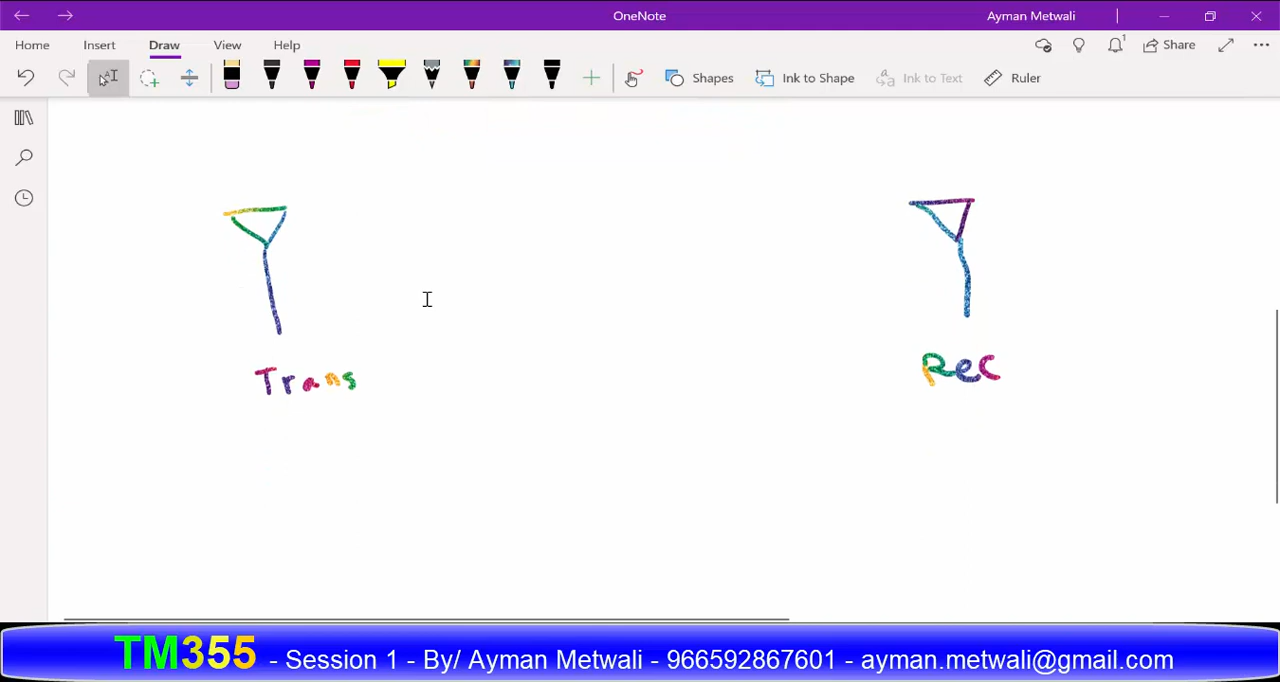 OneNote
Ayman Metwali
Home Insert Draw View Help
Share
Shapes Ink to Shape Ink to Text Ruler
Trans
Rec
TM355 - Session 1 - By/ Ayman Metwali - 966592867601 - ayman.metwali@gmail.com